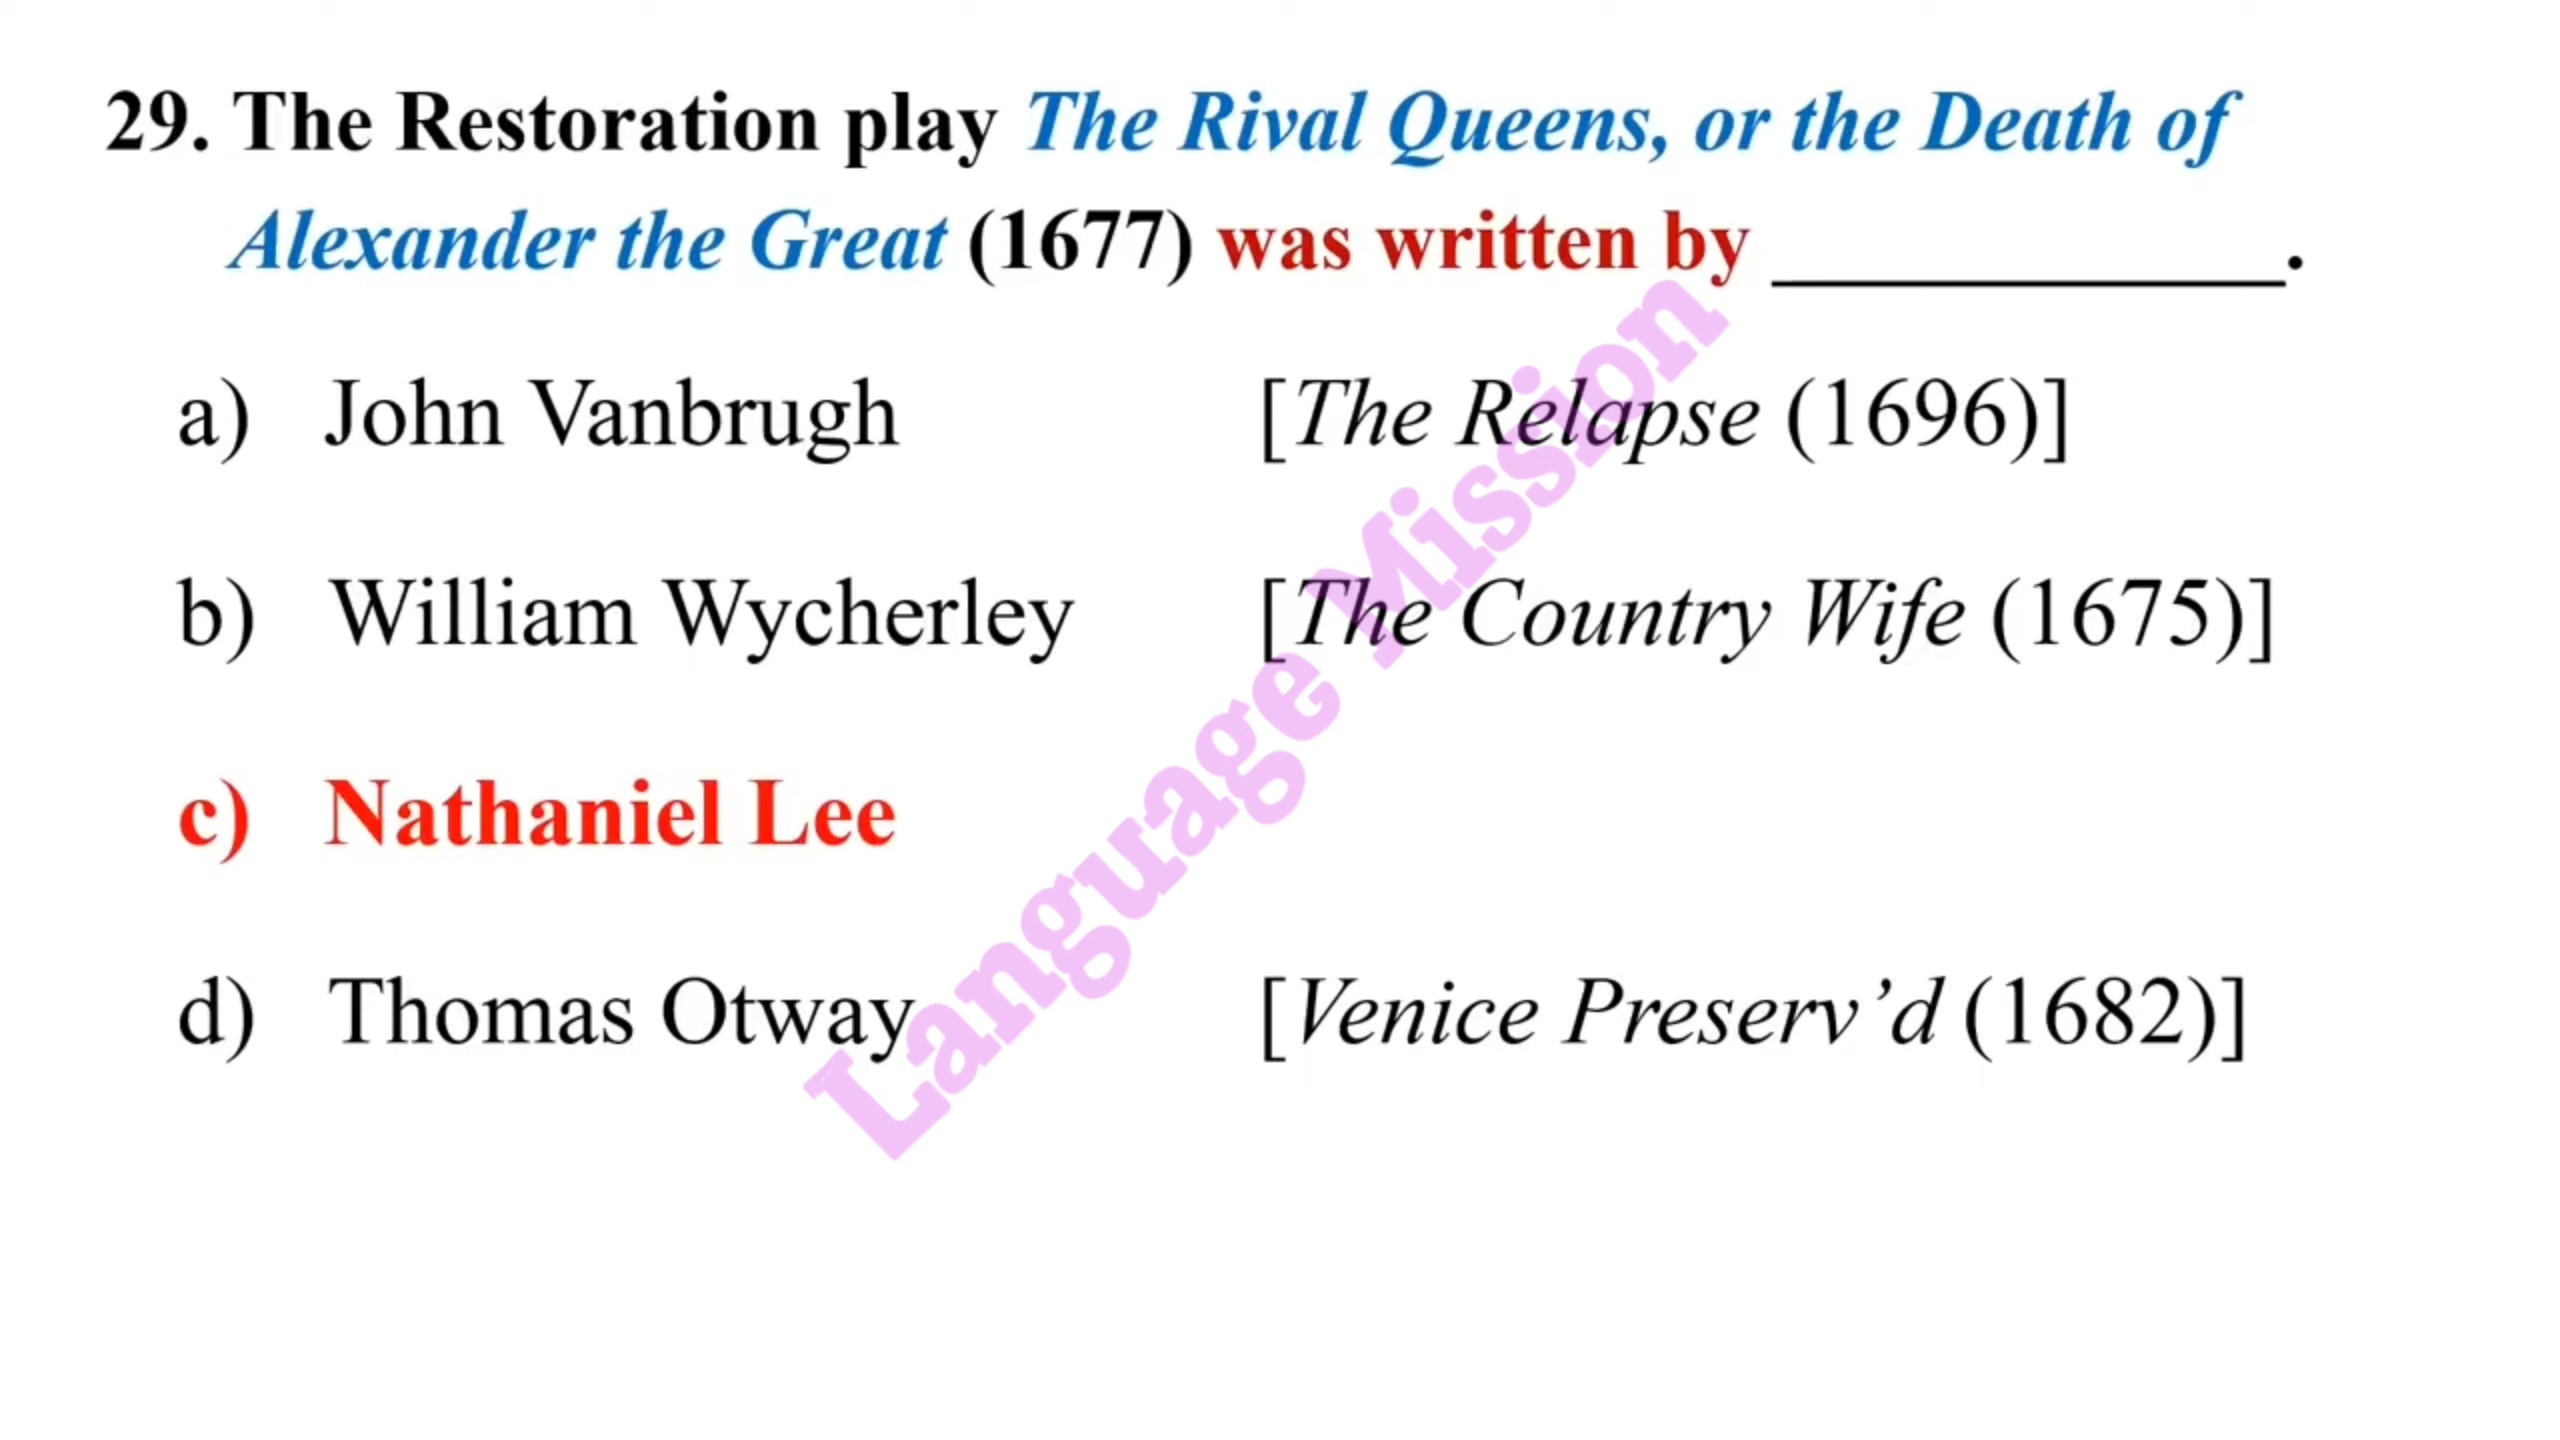 29. The Restoration play The Rival Queens, or the Death of
Alexander the Great (1677) was written by ____________.
a) John Vanbrugh [The Relapse (1696)]
b) William Wycherley [The Country Wife (1675)]
c) Nathaniel Lee
d) Thomas Otway [Venice Preserv’d (1682)]
Language Mission